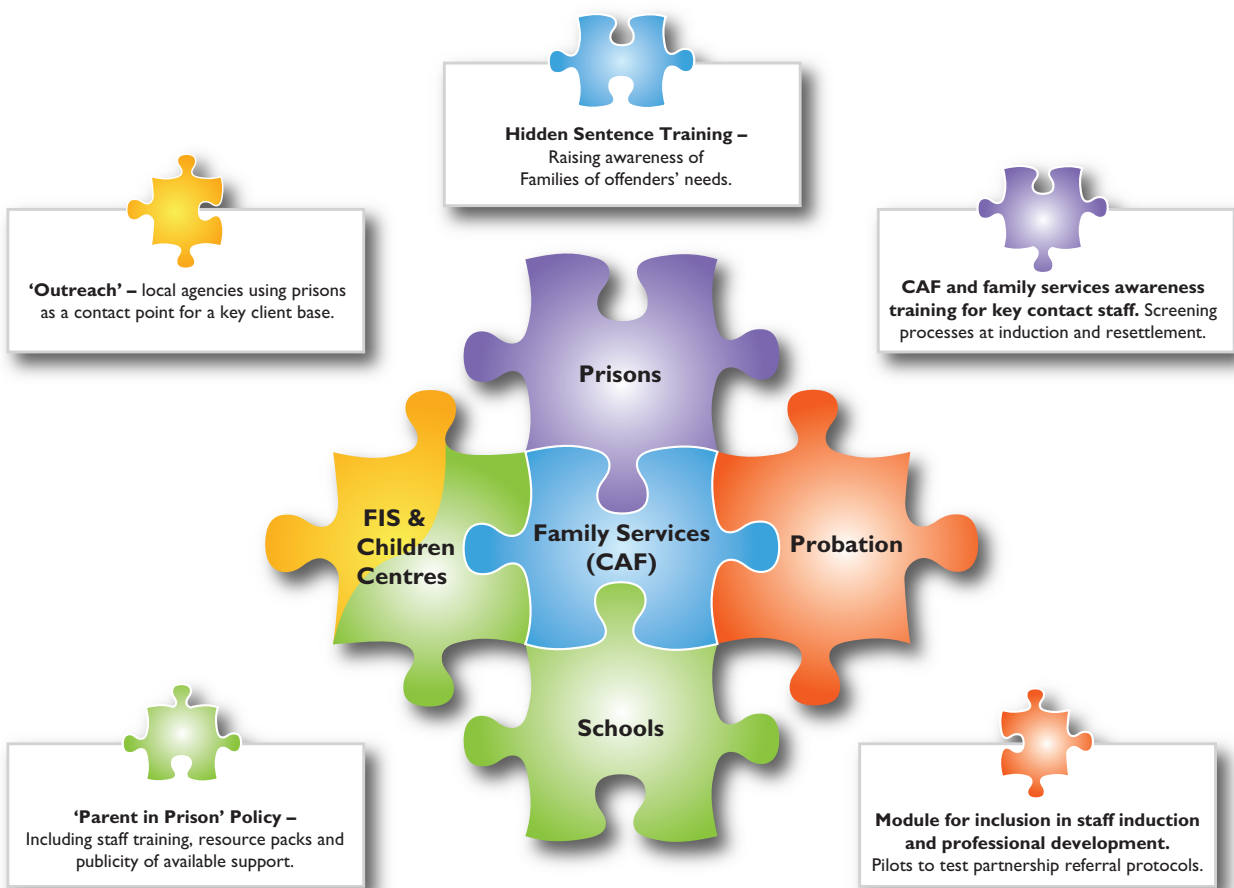 Hidden Sentence Training –
Raising awareness of
Families of offenders’ needs.
‘Outreach’ – local agencies using prisons
as a contact point for a key client base.
CAF and family services awareness
training for key contact staff. Screening
processes at induction and resettlement.
Prisons
FIS &
Children
Centres
Family Services
(CAF)
Probation
Schools
‘Parent in Prison’ Policy –
Including staff training, resource packs and
publicity of available support.
Module for inclusion in staff induction
and professional development.
Pilots to test partnership referral protocols.